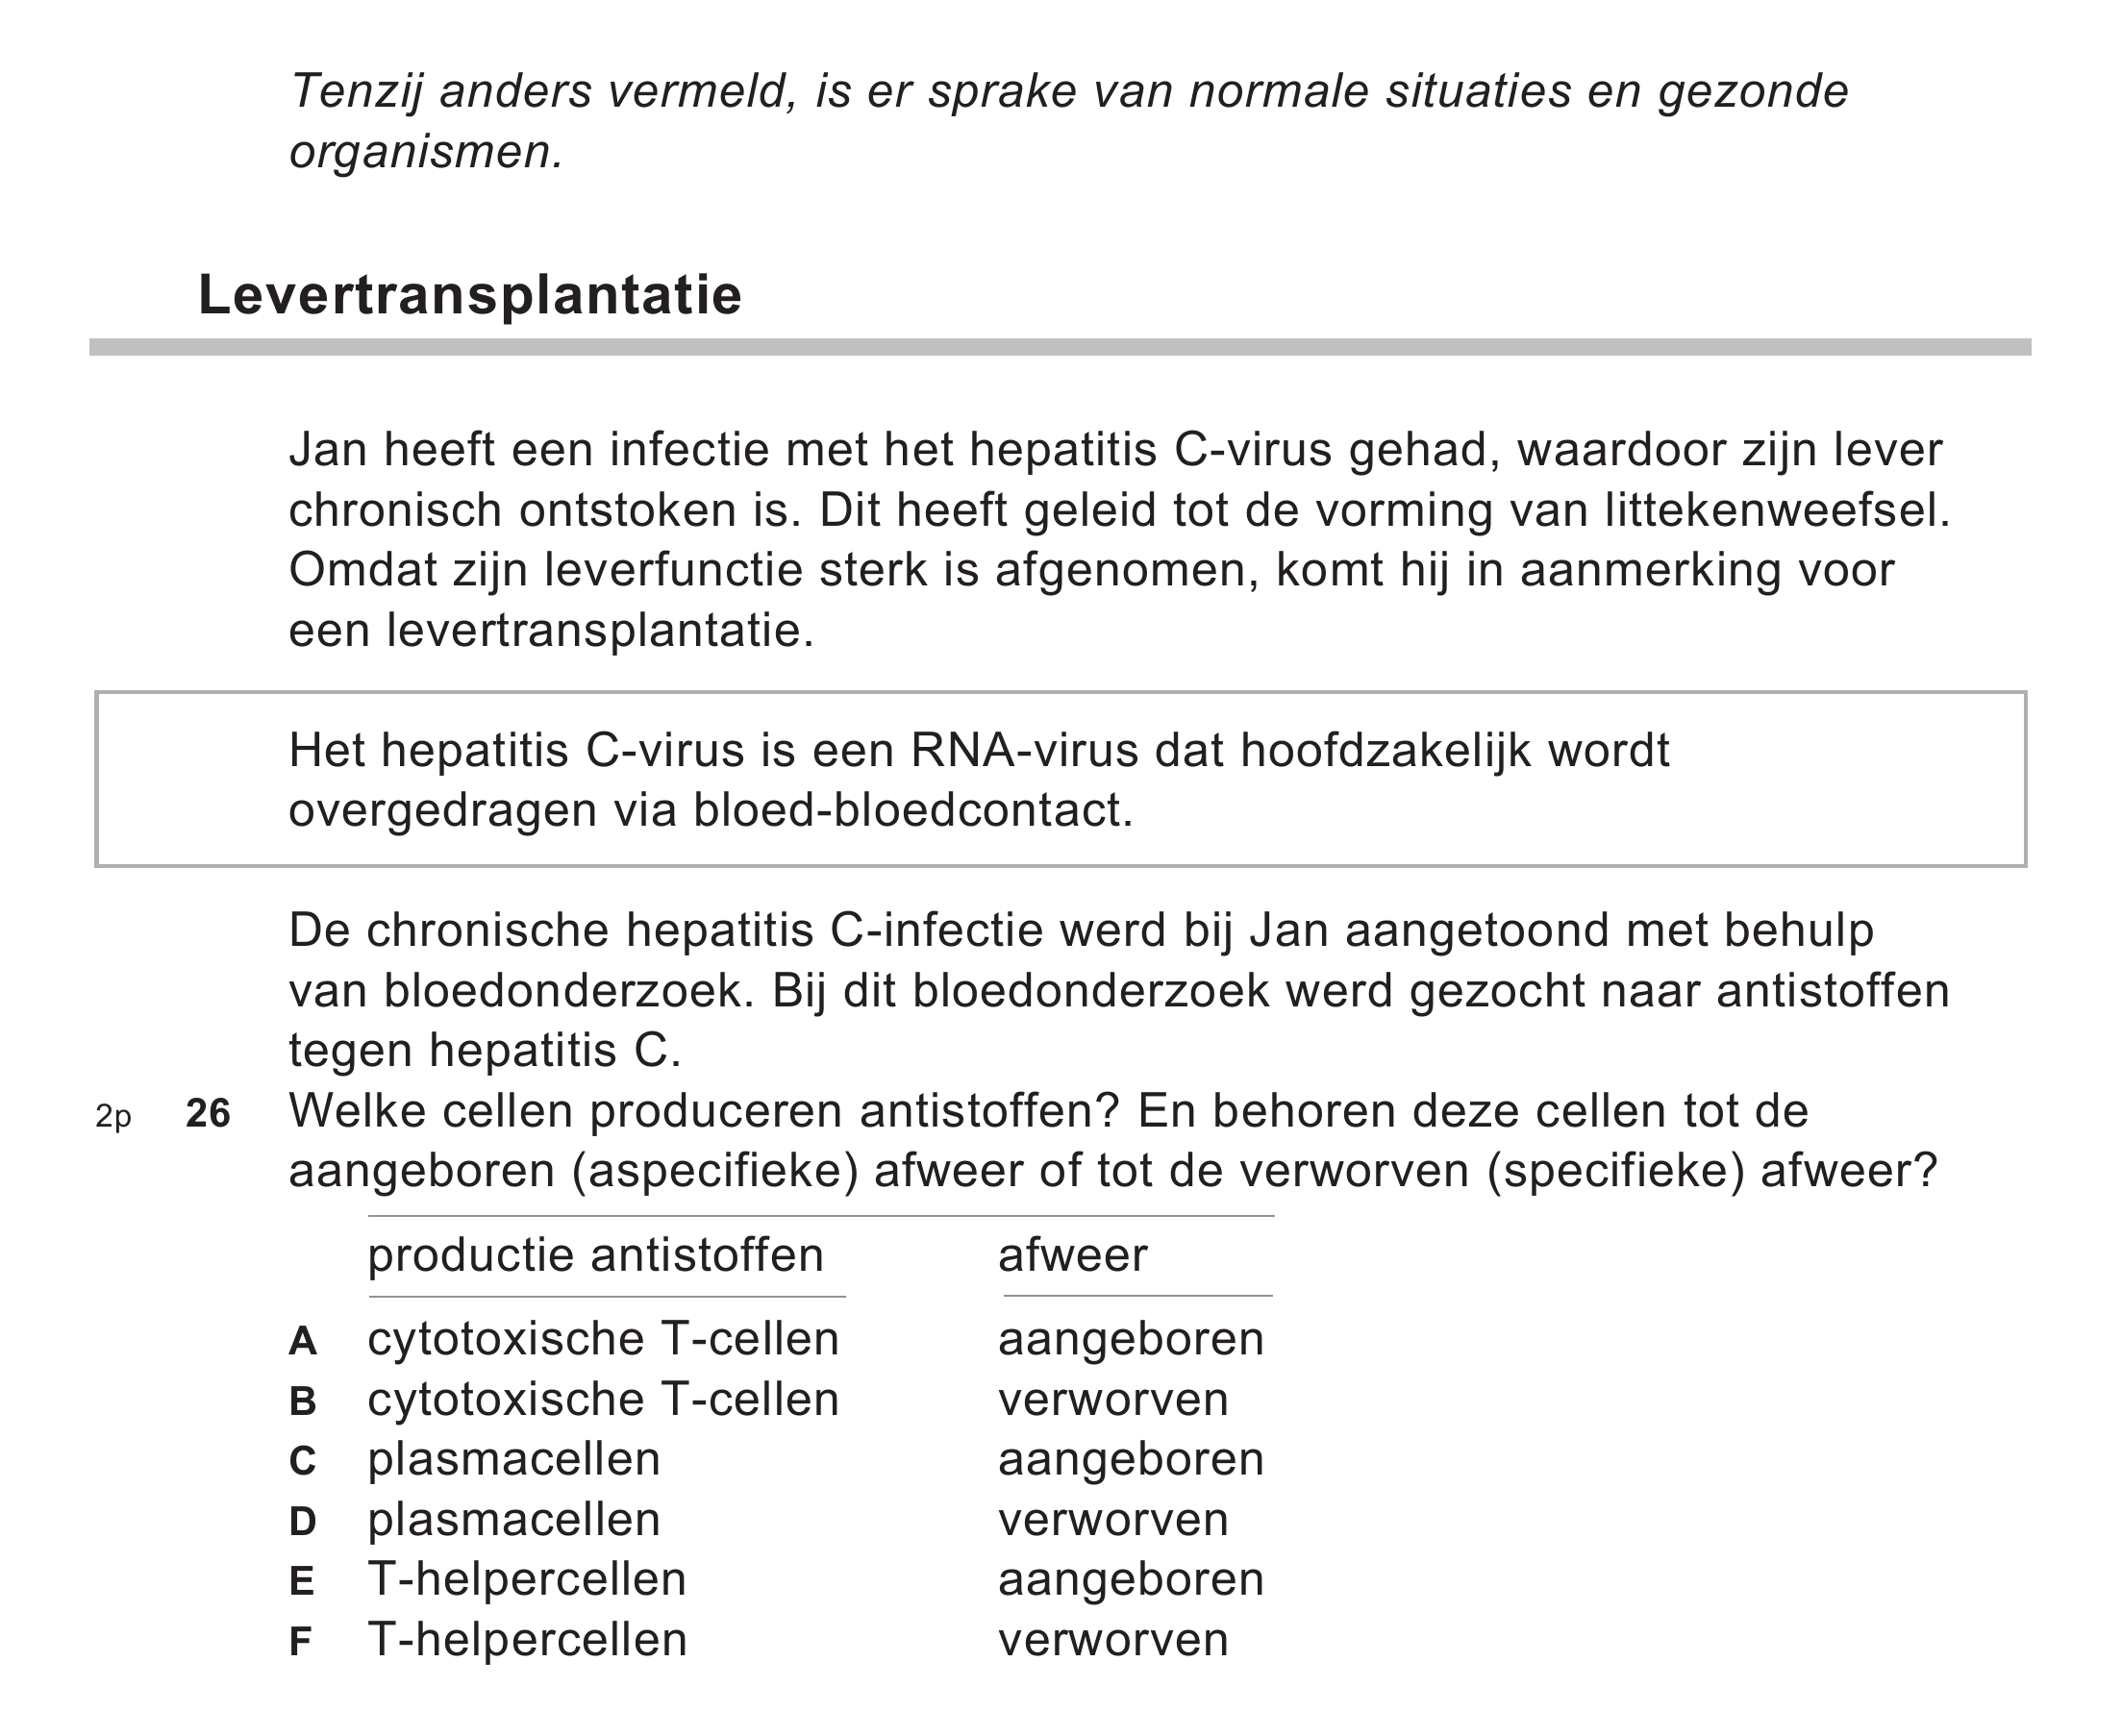 Tenzij anders vermeld, is er sprake van normale situaties en gezonde
organismen.
Levertransplantatie
Jan heeft een infectie met het hepatitis C-virus gehad, waardoor zijn lever
chronisch ontstoken is. Dit heeft geleid tot de vorming van littekenweefsel.
Omdat zijn leverfunctie sterk is afgenomen, komt hij in aanmerking voor
een levertransplantatie.
Het hepatitis C-virus is een RNA-virus dat hoofdzakelijk wordt
overgedragen via bloed-bloedcontact.
De chronische hepatitis C-infectie werd bij Jan aangetoond met behulp
van bloedonderzoek. Bij dit bloedonderzoek werd gezocht naar antistoffen
tegen hepatitis C.
2p 26 Welke cellen produceren antistoffen? En behoren deze cellen tot de
aangeboren (aspecifieke) afweer of tot de verworven (specifieke) afweer?
productie antistoffen afweer
A cytotoxische T-cellen aangeboren
B cytotoxische T-cellen verworven
C plasmacellen aangeboren
D plasmacellen verworven
E T-helpercellen aangeboren
F T-helpercellen verworven